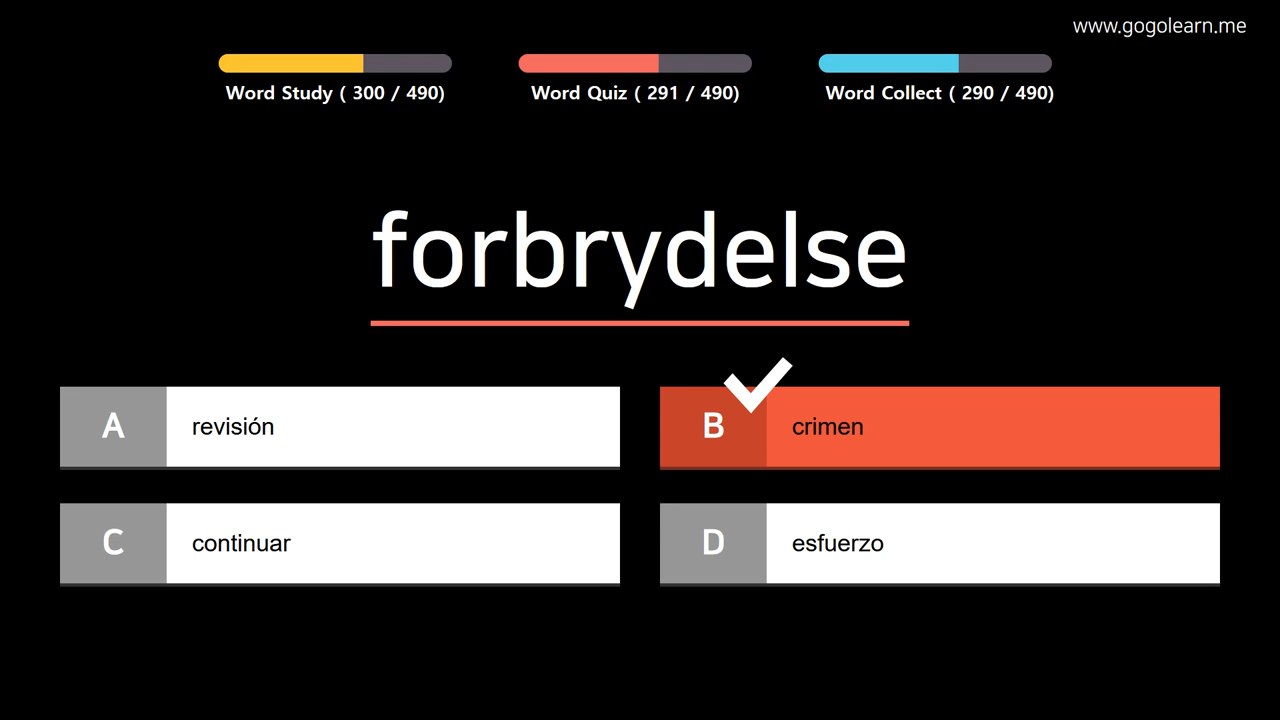 www.gogolearn.me
Word Study ( 300 / 490)
Word Quiz ( 291 / 490)
Word Collect ( 290 / 490)
forbrydelse
A revisión
B crimen
C continuar
D esfuerzo